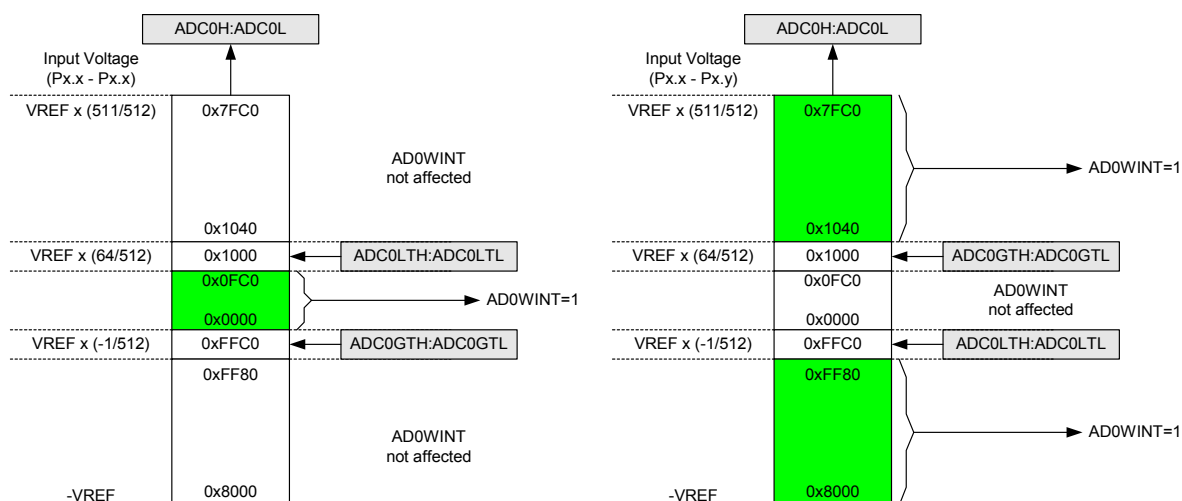 ADC0H:ADC0L
Input Voltage
(Px.x - Px.x)
VREF x (511/512)
0x7FC0
AD0WINT
not affected
0x1040
VREF x (64/512)
0x1000
ADC0LTH:ADC0LTL
0x0FC0
AD0WINT=1
0x0000
VREF x (-1/512)
0xFFC0
ADC0GTH:ADC0GTL
0xFF80
AD0WINT
not affected
-VREF
0x8000
ADC0H:ADC0L
Input Voltage
(Px.x - Px.y)
VREF x (511/512)
0x7FC0
AD0WINT=1
0x1040
VREF x (64/512)
0x1000
ADC0GTH:ADC0GTL
0x0FC0
AD0WINT
not affected
0x0000
VREF x (-1/512)
0xFFC0
ADC0LTH:ADC0LTL
0xFF80
AD0WINT=1
-VREF
0x8000